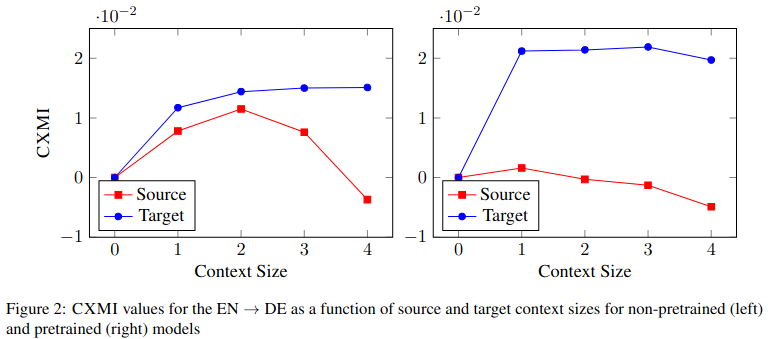 ·10⁻²
·10⁻²
2
1
0
−1
CXMI
Source
Target
0 1 2 3 4
Context Size
2
1
0
−1
Source
Target
0 1 2 3 4
Context Size
Figure 2: CXMI values for the EN → DE as a function of source and target context sizes for non-pretrained (left)
and pretrained (right) models